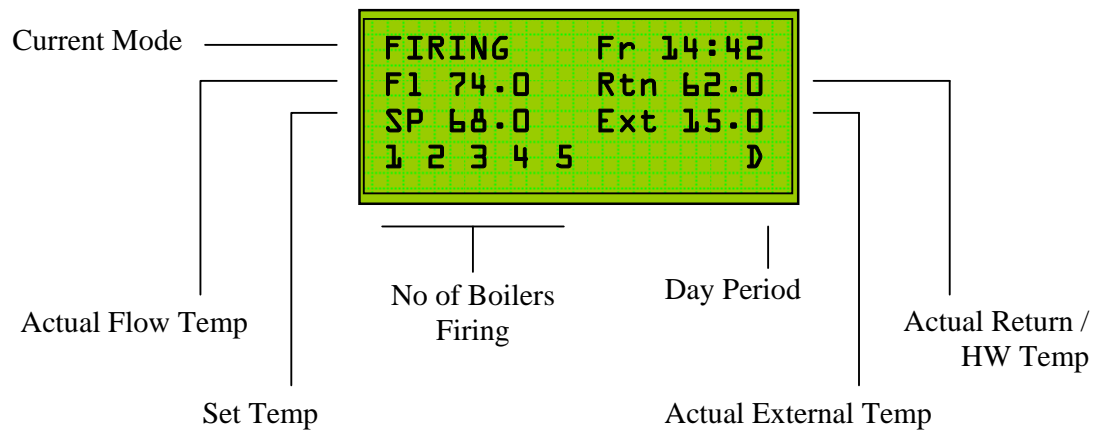 Current Mode
FIRING Fr 14:42
Fl 74.0 Rtn 62.0
SP 68.0 Ext 15.0
1 2 3 4 5 D
No of Boilers
Firing
Day Period
Actual Flow Temp
Actual Return /
HW Temp
Set Temp
Actual External Temp